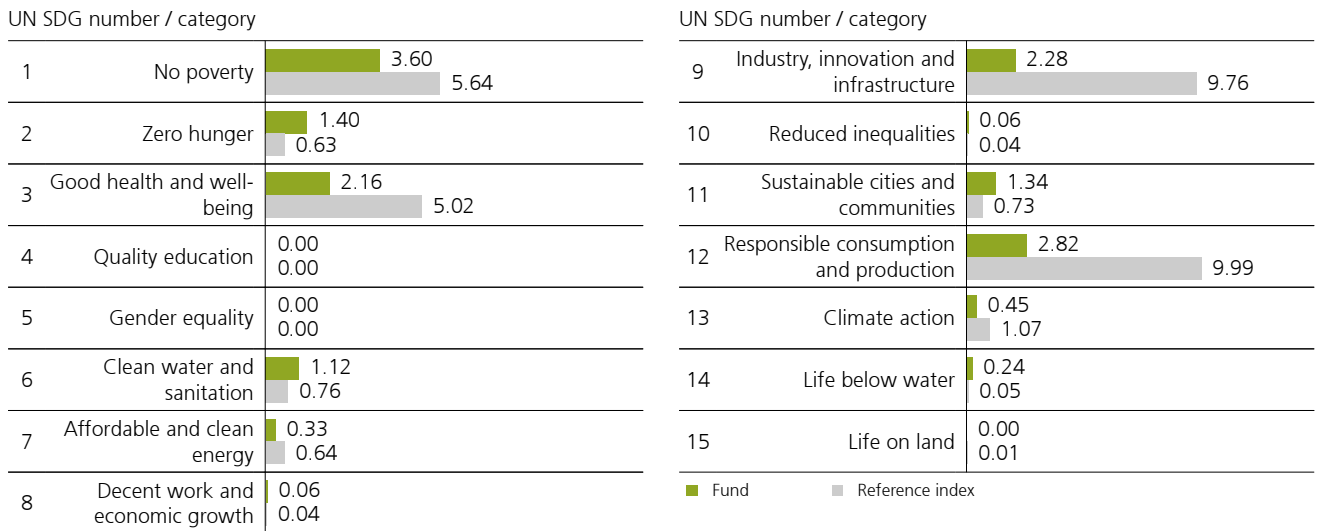 UN SDG number / category
1
No poverty
3.60
5.64
2
Zero hunger
1.40
0.63
3
Good health and well-
being
2.16
5.02
4
Quality education
0.00
0.00
5
Gender equality
0.00
0.00
6
Clean water and
sanitation
1.12
0.76
7
Affordable and clean
energy
0.33
0.64
8
Decent work and
economic growth
0.06
0.04
UN SDG number / category
9
Industry, innovation and
infrastructure
2.28
9.76
10
Reduced inequalities
0.06
0.04
11
Sustainable cities and
communities
1.34
0.73
12
Responsible consumption
and production
2.82
9.99
13
Climate action
0.45
1.07
14
Life below water
0.24
0.05
15
Life on land
0.00
0.01
Fund
Reference index